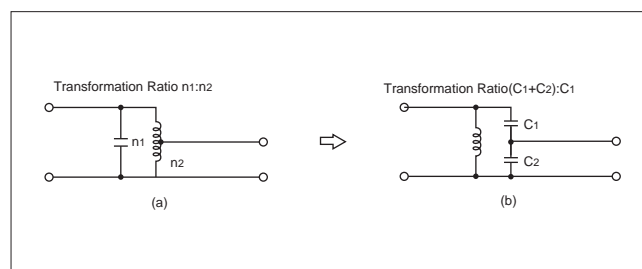 Transformation Ratio n1:n2
n1
n2
(a)
Transformation Ratio(C1+C2):C1
C1
C2
(b)